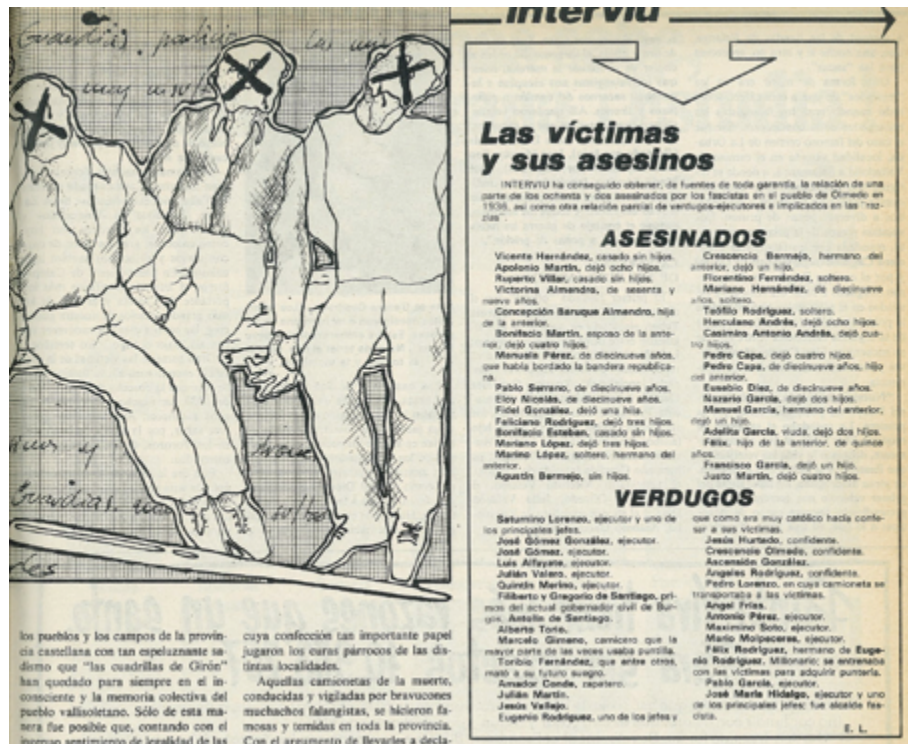 interviu
Guardias, policia las
muy
Guardias.
Las víctimas
y sus asesinos
INTERVIU ha conseguido obtener, de fuentes de toda garantía, la relación de una
parte de los ochenta y dos asesinados por los fascistas en el pueblo de Olmedo en
1936, así como otra relación parcial de verdugos-ejecutores e implicados en las "raz-
zias".
ASESINADOS
Vicente Hernández, casado sin hijos.
Apolonio Martín, dejó ocho hijos.
Ruperto Villar, casado sin hijos.
Victorina Almendro, de sesenta y
nueve años.
Concepción Baruque Almendro, hija
de la anterior.
Bonifacio Martín, esposo de la ante-
rior, dejó cuatro hijos.
Manuela Pérez, de diecinueve años,
que había bordado la bandera republica-
na.
Pablo Serrano, de diecinueve años.
Eloy Nicolás, de diecinueve años.
Fidel González, dejó una hija.
Feliciano Rodríguez, dejó tres hijos.
Bonifacio Esteban, casado sin hijos.
Mariano López, dejó tres hijos.
Marino López, soltero, hermano del
anterior.
Agustín Bermejo, sin hijos.
Crescencio Bermejo, hermano del
anterior, dejó un hijo.
Florentino Fernández, soltero.
Mariano Hernández, de diecinueve
años, soltero.
Teófilo Rodríguez, soltero.
Herculano Andrés, dejó ocho hijos.
Casimiro Antonio Andrés, dejó cua-
tro hijos.
Pedro Capa, dejó cuatro hijos.
Pedro Capa, de diecinueve años, hijo
del anterior.
Eusebio Díez, de diecinueve años.
Nazario García, dejó dos hijos.
Manuel García, hermano del anterior,
dejó un hijo.
Adelita García, viuda, dejó dos hijos.
Félix, hijo de la anterior, de quince
años.
Francisco García, dejó un hijo.
Justo Martín, dejó cuatro hijos.
VERDUGOS
Saturnino Lorenzo, ejecutor y uno de
los principales jefes.
José Gómez González, ejecutor.
José Gómez, ejecutor.
Luis Alfayate, ejecutor.
Julián Valero, ejecutor.
Quintín Merino, ejecutor.
Filiberto y Gregorio de Santiago, pri-
mos del actual gobernador civil de Bur-
gos, Antolín de Santiago.
Alberto Torie.
Marcelo Gimeno, carnicero que la
mayor parte de las veces usaba puntilla.
Toribio Fernández, que entre otros,
mató a su futuro suegro.
Amador Conde, zapatero.
Julián Martín.
Jesús Vallejo.
Eugenio Rodríguez, uno de los jefes y
que como era muy católico hacía confe-
sar a sus víctimas.
Jesús Hurtado, confidente.
Crescencio Olmedo, confidente.
Ascensión González.
Angeles Rodríguez, confidente.
Pedro Lorenzo, en cuya camioneta se
transportaba a las víctimas.
Angel Frías.
Antonio Pérez, ejecutor.
Maximino Soto, ejecutor.
Mario Molpeceres, ejecutor.
Félix Rodríguez, hermano de Euge-
nio Rodríguez. Millonario; se entrenaba
con las víctimas para adquirir puntería.
Pablo García, ejecutor.
José María Hidalgo, ejecutor y uno
de los principales jefes; fue alcalde fas-
cista.
E. L.
los pueblos y los campos de la provin-
cia castellana con tan espeluznante sa-
dismo que "las cuadrillas de Girón"
han quedado para siempre en el in-
consciente y la memoria colectiva del
pueblo vallisoletano. Sólo de esta ma-
nera fue posible que, contando con el
intenso sentimiento de legalidad de las
cuya confección tan importante papel
jugaron los curas párrocos de las dis-
tintas localidades.
Aquellas camionetas de la muerte,
conducidas y vigiladas por bravucones
muchachos falangistas, se hicieron fa-
mosas y temidas en toda la provincia.
Con el argumento de llevarles a decla-